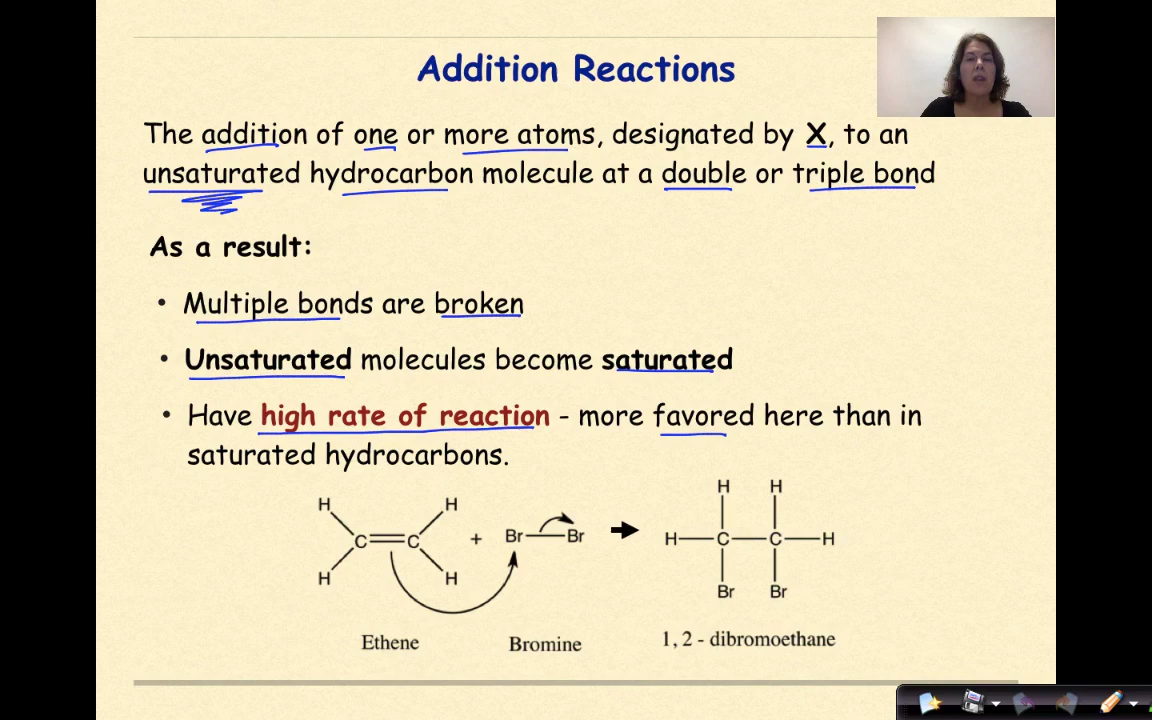 Addition Reactions
The addition of one or more atoms, designated by X, to an
unsaturated hydrocarbon molecule at a double or triple bond
As a result:
• Multiple bonds are broken
• Unsaturated molecules become saturated
• Have high rate of reaction - more favored here than in
saturated hydrocarbons.
H H H H
C C + Br Br H C C H
H H Br Br
Ethene Bromine 1, 2 - dibromoethane